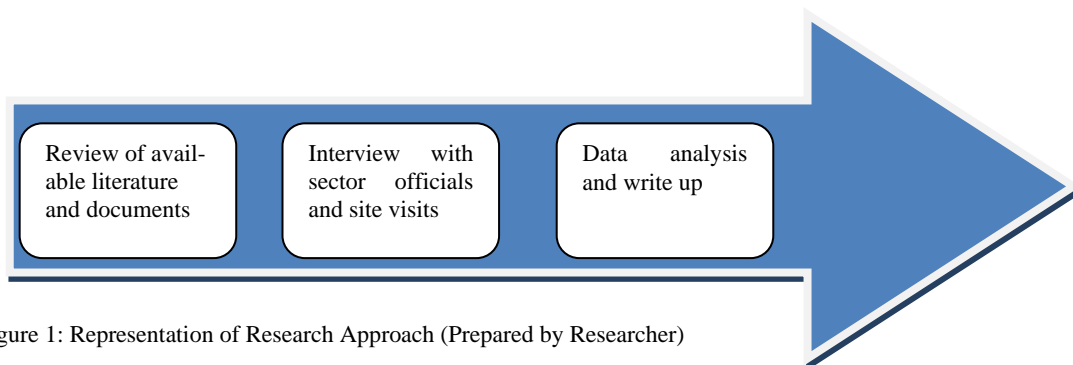 Review of avail-
able literature
and documents
Interview with
sector officials
and site visits
Data analysis
and write up
gure 1: Representation of Research Approach (Prepared by Researcher)